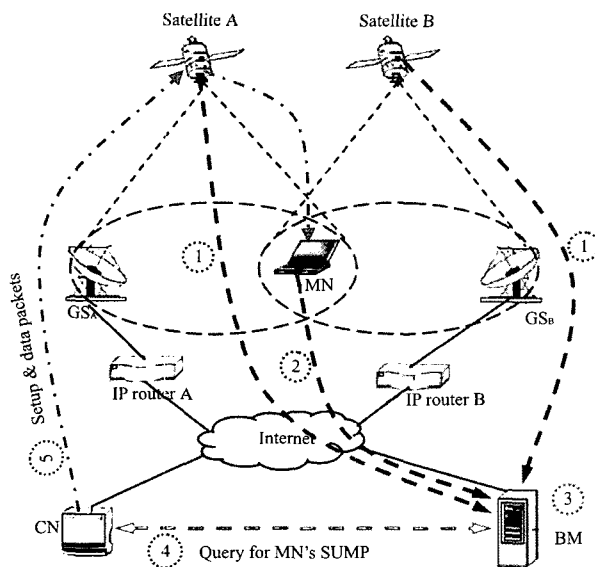 Satellite A
Satellite B
1
1
MN
GSA
GSB
2
IP router A
IP router B
Setup & data packets
Internet
5
3
CN
BM
4
Query for MN's SUMP